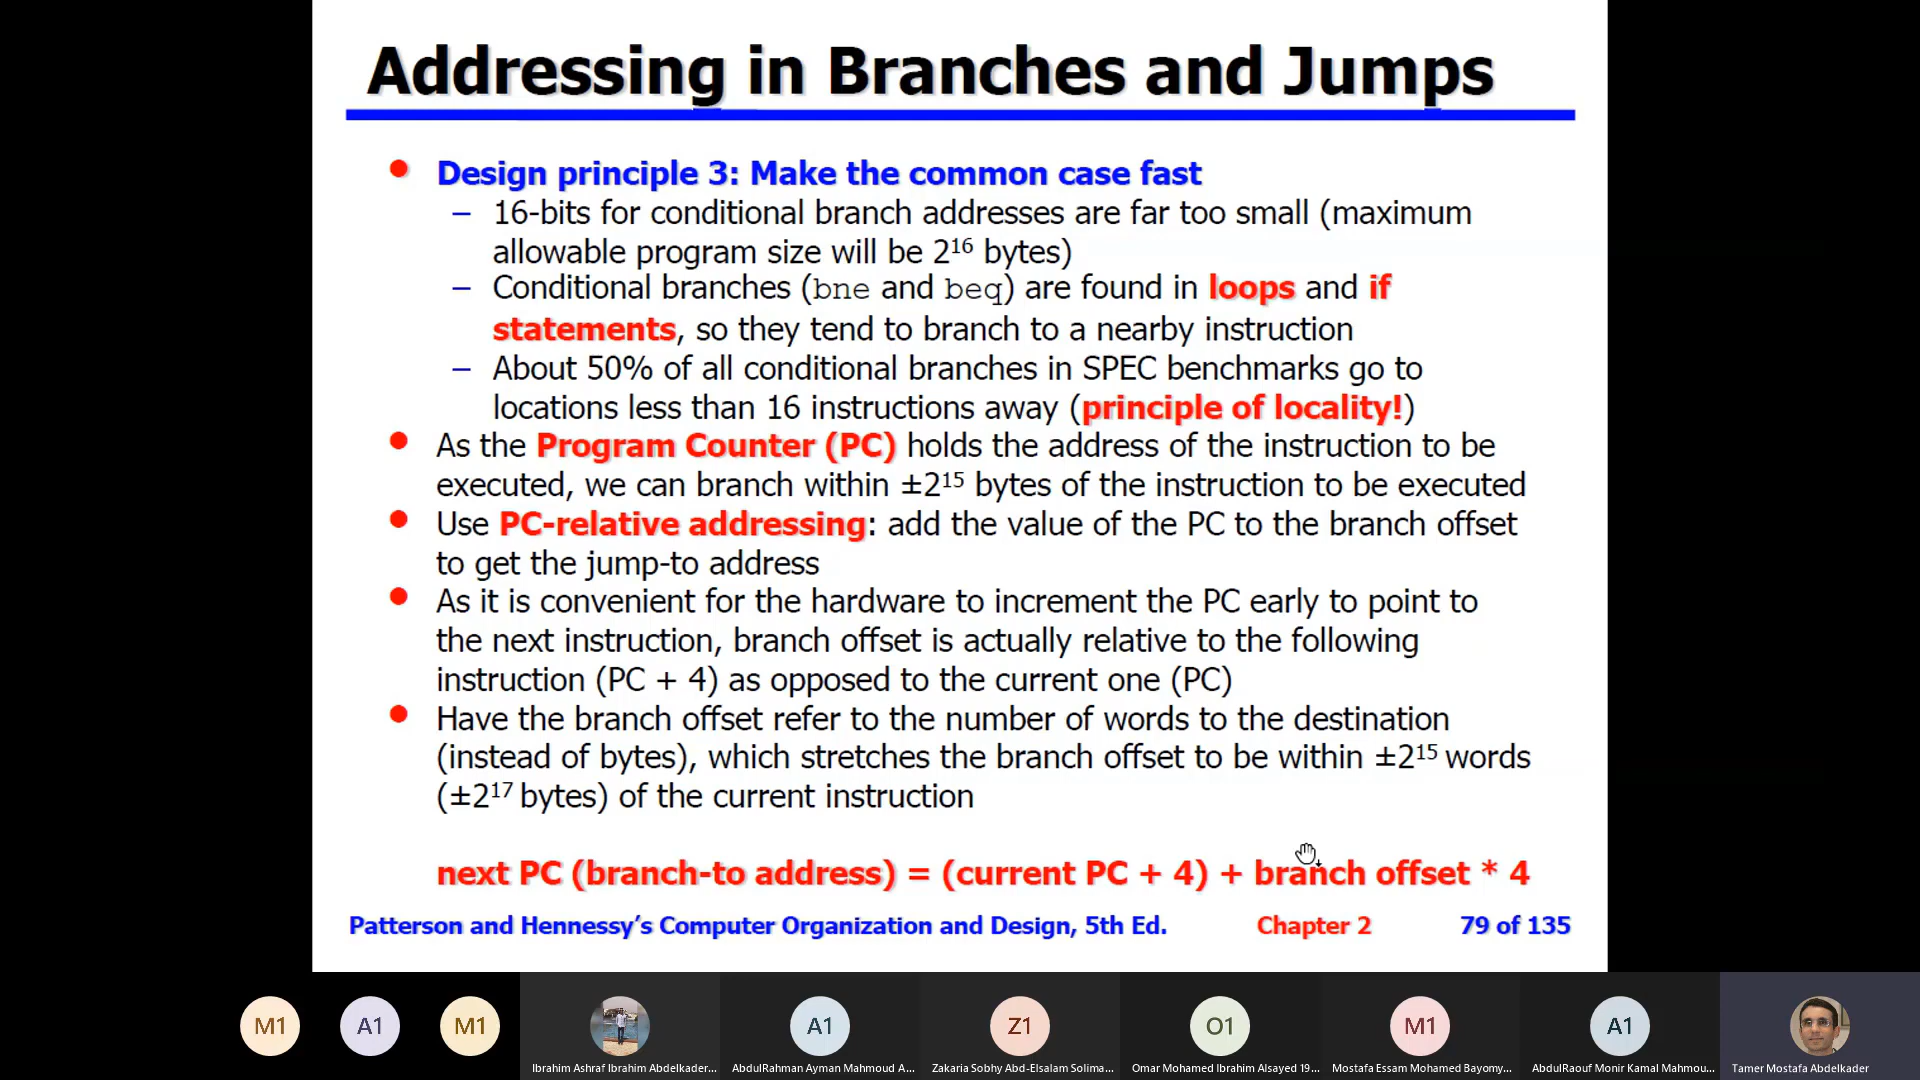 Addressing in Branches and Jumps
• Design principle 3: Make the common case fast
– 16-bits for conditional branch addresses are far too small (maximum
allowable program size will be 2¹⁶ bytes)
– Conditional branches (bne and beq) are found in loops and if
statements, so they tend to branch to a nearby instruction
– About 50% of all conditional branches in SPEC benchmarks go to
locations less than 16 instructions away (principle of locality!)
• As the Program Counter (PC) holds the address of the instruction to be
executed, we can branch within ±2¹⁵ bytes of the instruction to be executed
• Use PC-relative addressing: add the value of the PC to the branch offset
to get the jump-to address
• As it is convenient for the hardware to increment the PC early to point to
the next instruction, branch offset is actually relative to the following
instruction (PC + 4) as opposed to the current one (PC)
• Have the branch offset refer to the number of words to the destination
(instead of bytes), which stretches the branch offset to be within ±2¹⁵ words
(±2¹⁷ bytes) of the current instruction
next PC (branch-to address) = (current PC + 4) + branch offset * 4
Patterson and Hennessy’s Computer Organization and Design, 5th Ed. Chapter 2 79 of 135
M1 A1 M1 A1 Z1 O1 M1 A1
Ibrahim Ashraf Ibrahim Abdelkader... AbdulRahman Ayman Mahmoud A... Zakaria Sobhy Abd-Elsalam Solima... Omar Mohamed Ibrahim Alsayed 19... Mostafa Essam Mohamed Bayomy... AbdulRaouf Monir Kamal Mahmou... Tamer Mostafa Abdelkader